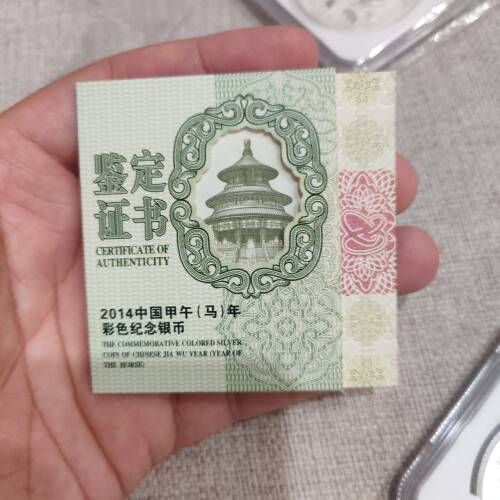 鉴定
证书
CERTIFICATE OF
AUTHENTICITY
2014中国甲午(马)年
彩色纪念银币
THE COMMEMORATIVE COLORED SILVER
COIN OF CHINESE JIA WU YEAR (YEAR OF
THE HORSE)